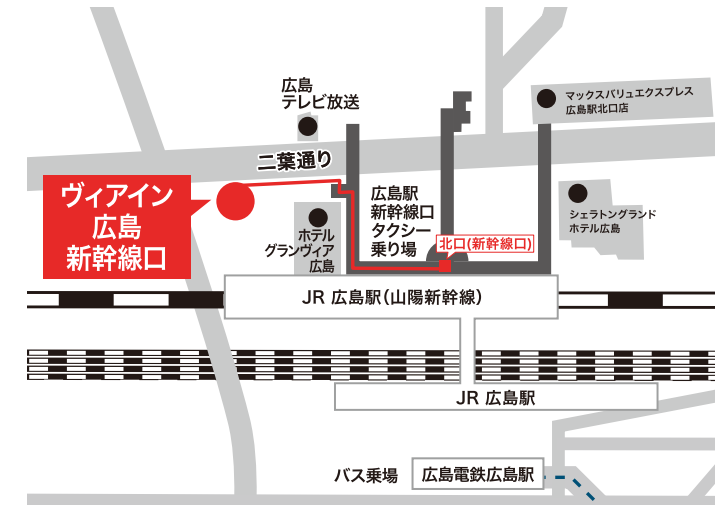 広島
テレビ放送
マックスバリュエクスプレス
広島駅北口店
二葉通り
ヴィアイン
広島
新幹線口
広島駅
新幹線口
タクシー
乗り場
シェラトングランド
ホテル広島
ホテル
グランヴィア
広島
北口(新幹線口)
JR 広島駅(山陽新幹線)
JR 広島駅
バス乗場
広島電鉄広島駅